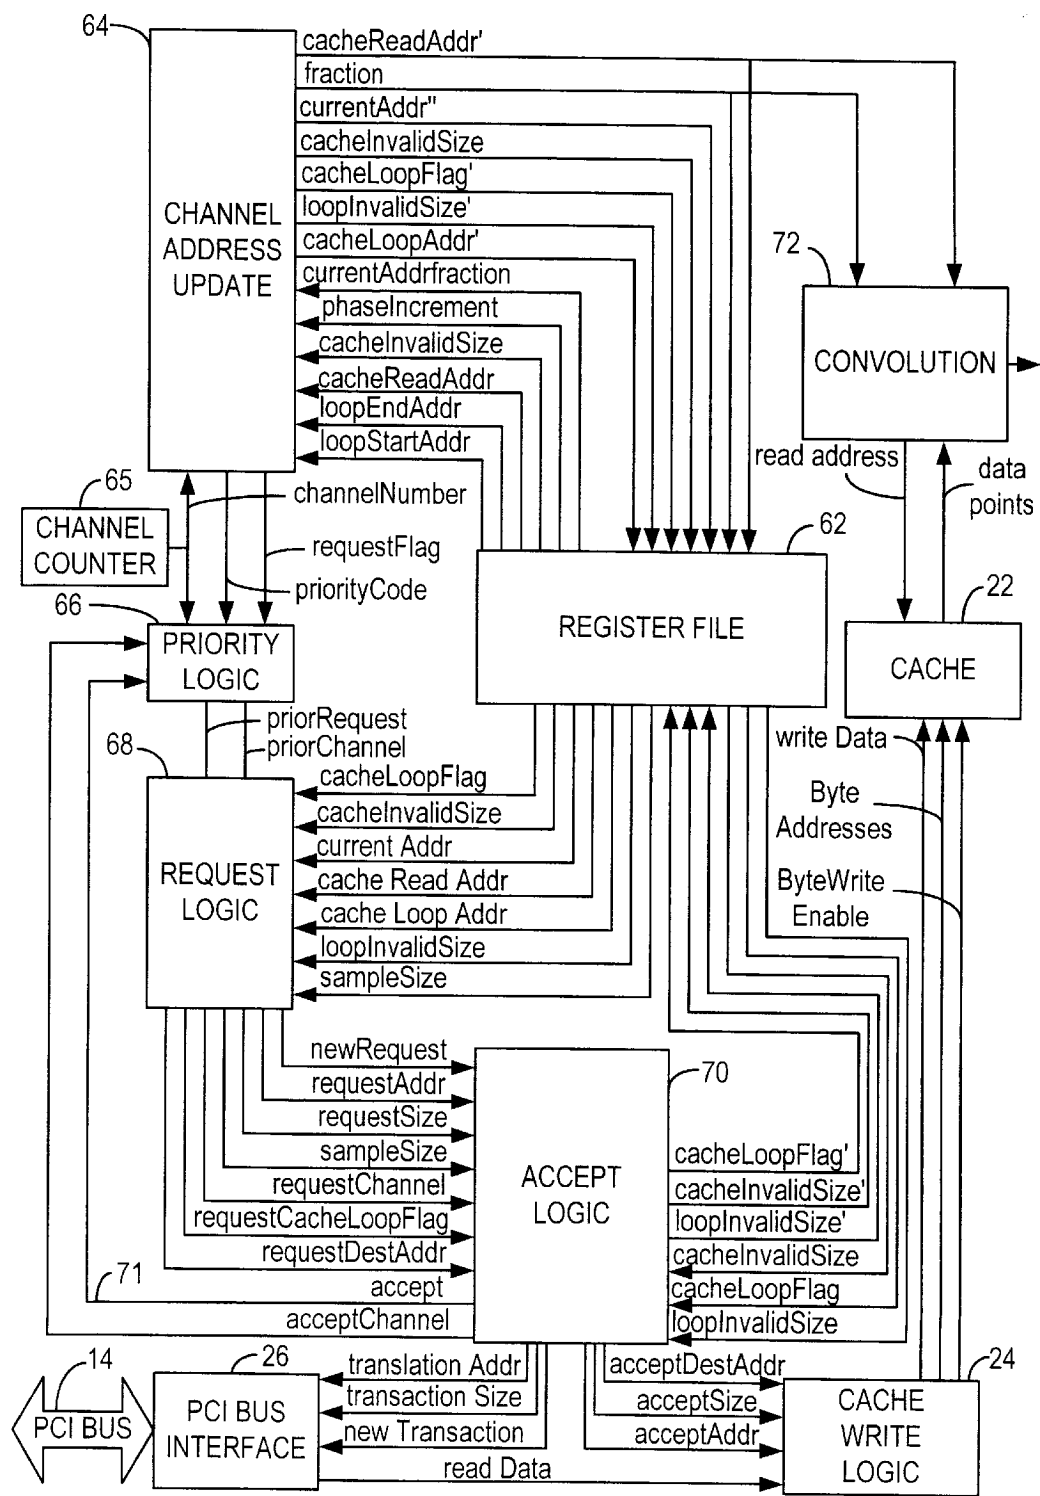 64
cacheReadAddr'
fraction
currentAddr"
cacheInvalidSize
cacheLoopFlag'
loopInvalidSize'
cacheLoopAddr'
currentAddrfraction
phaseIncrement
cacheInvalidSize
cacheReadAddr
loopEndAddr
loopStartAddr
CHANNEL
ADDRESS
UPDATE
72
CONVOLUTION
read address
data
points
65
CHANNEL
COUNTER
channelNumber
requestFlag
priorityCode
62
REGISTER FILE
22
CACHE
66
PRIORITY
LOGIC
priorRequest
priorChannel
68
REQUEST
LOGIC
cacheLoopFlag
cacheInvalidSize
current Addr
cache Read Addr
cache Loop Addr
loopInvalidSize
sampleSize
write Data
Byte
Addresses
ByteWrite
Enable
newRequest
requestAddr
requestSize
sampleSize
requestChannel
requestCacheLoopFlag
requestDestAddr
accept
acceptChannel
71
70
ACCEPT
LOGIC
cacheLoopFlag'
cacheInvalidSize'
loopInvalidSize'
cacheInvalidSize
cacheLoopFlag
loopInvalidSize
14
PCI BUS
26
PCI BUS
INTERFACE
translation Addr
transaction Size
new Transaction
read Data
acceptDestAddr
acceptSize
acceptAddr
24
CACHE
WRITE
LOGIC